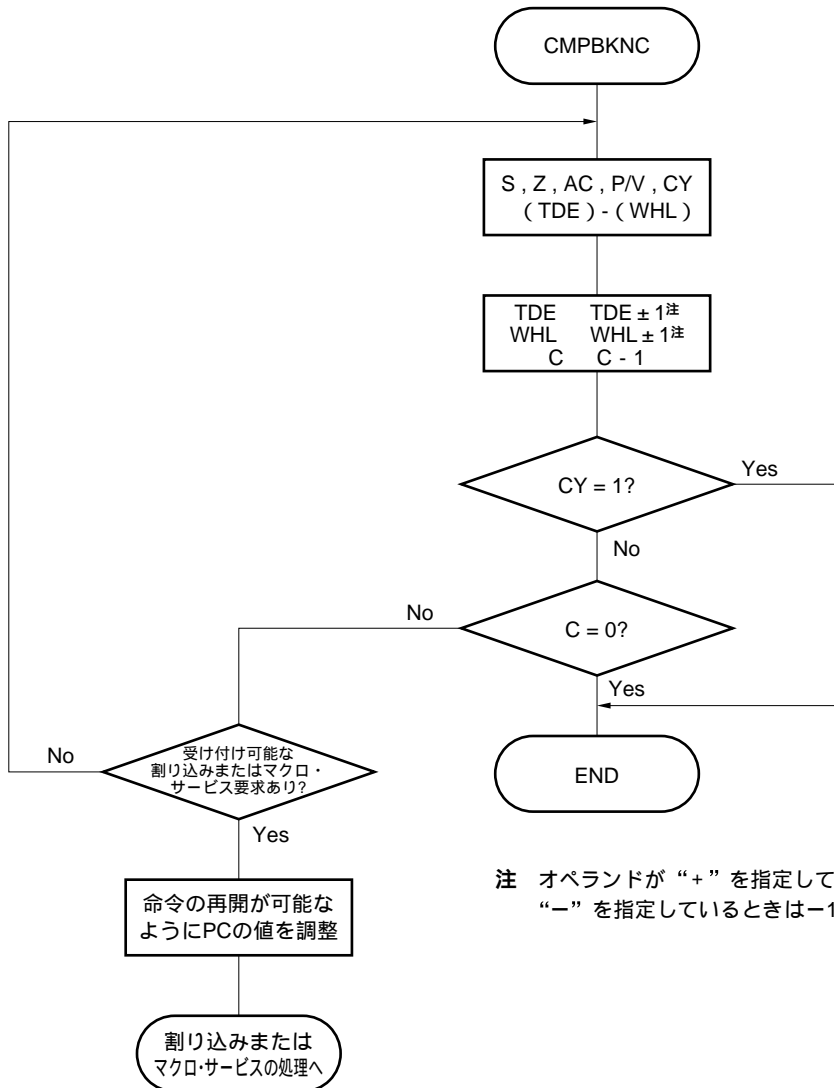 CMPBKNC
S , Z , AC , P/V , CY
( TDE ) - ( WHL )
TDE TDE ± 1注
WHL WHL ± 1注
C C - 1
CY = 1?
Yes
No
C = 0?
No
Yes
END
受け付け可能な
割り込みまたはマクロ・
サービス要求あり?
No
Yes
命令の再開が可能な
ようにPCの値を調整
割り込みまたは
マクロ・サービスの処理へ
注 オペランドが “+” を指定して
“－” を指定しているときは－1